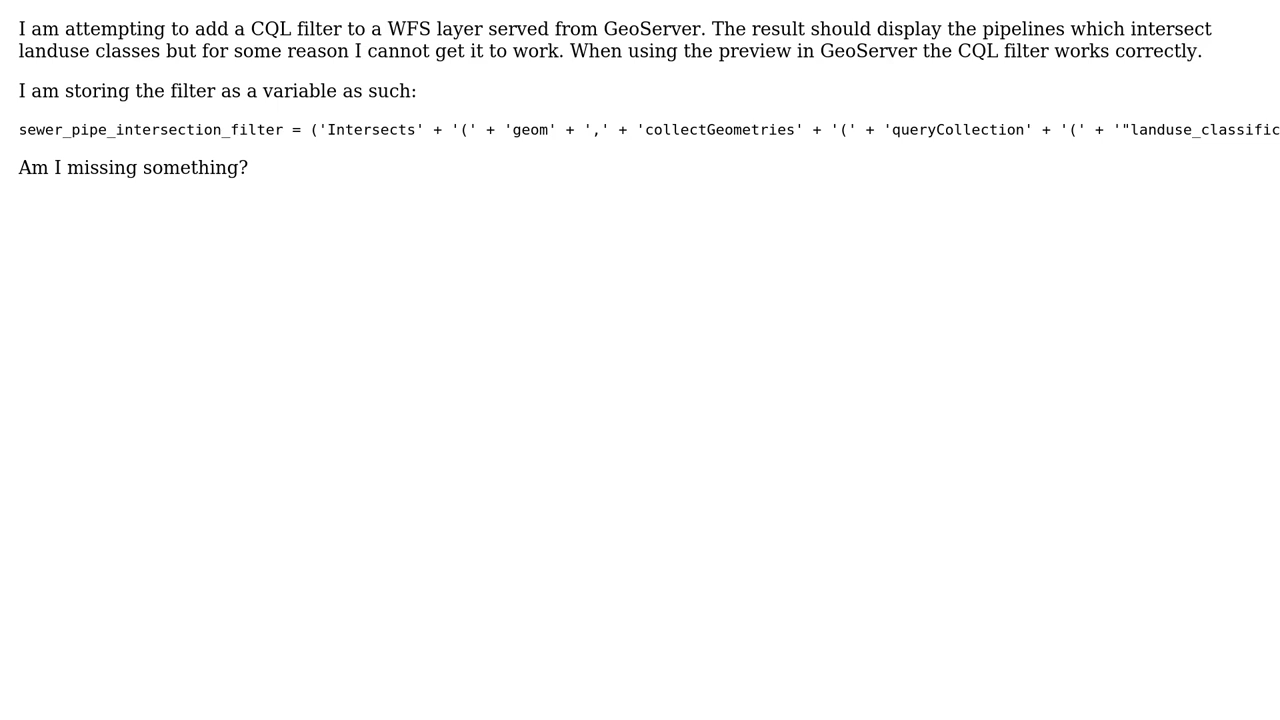 I am attempting to add a CQL filter to a WFS layer served from GeoServer. The result should display the pipelines which intersect
landuse classes but for some reason I cannot get it to work. When using the preview in GeoServer the CQL filter works correctly.
I am storing the filter as a variable as such:
sewer_pipe_intersection_filter = ('Intersects' + '(' + 'geom' + ',' + 'collectGeometries' + '(' + 'queryCollection' + '(' + '"landuse_classific
Am I missing something?